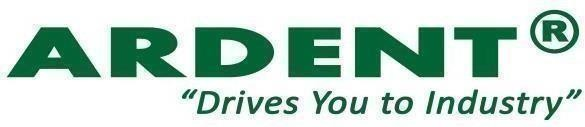 ARDENT®
“Drives You to Industry”